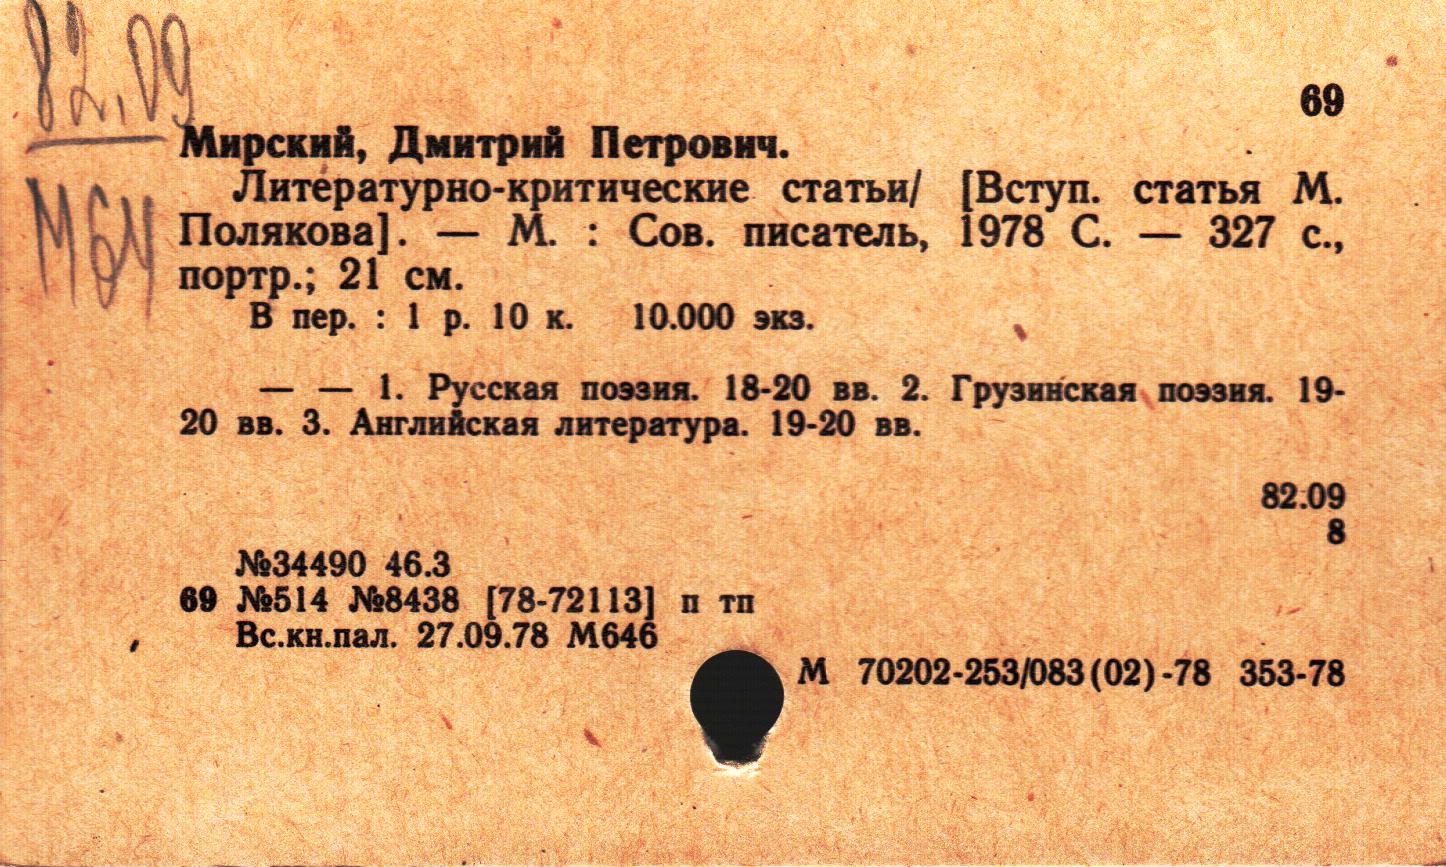 82.09
69
Мирский, Дмитрий Петрович.
М64
Литературно-критические статьи/ [Вступ. статья М.
Полякова]. — М. : Сов. писатель, 1978 С. — 327 с.,
портр.; 21 см.
В пер. : 1 р. 10 к. 10.000 экз.
— — 1. Русская поэзия. 18-20 вв. 2. Грузинская поэзия. 19-
20 вв. 3. Английская литература. 19-20 вв.
82.09
8
№34490 46.3
69 №514 №8438 [78-72113] п тп
Вс.кн.пал. 27.09.78 М646
М 70202-253/083(02)-78 353-78